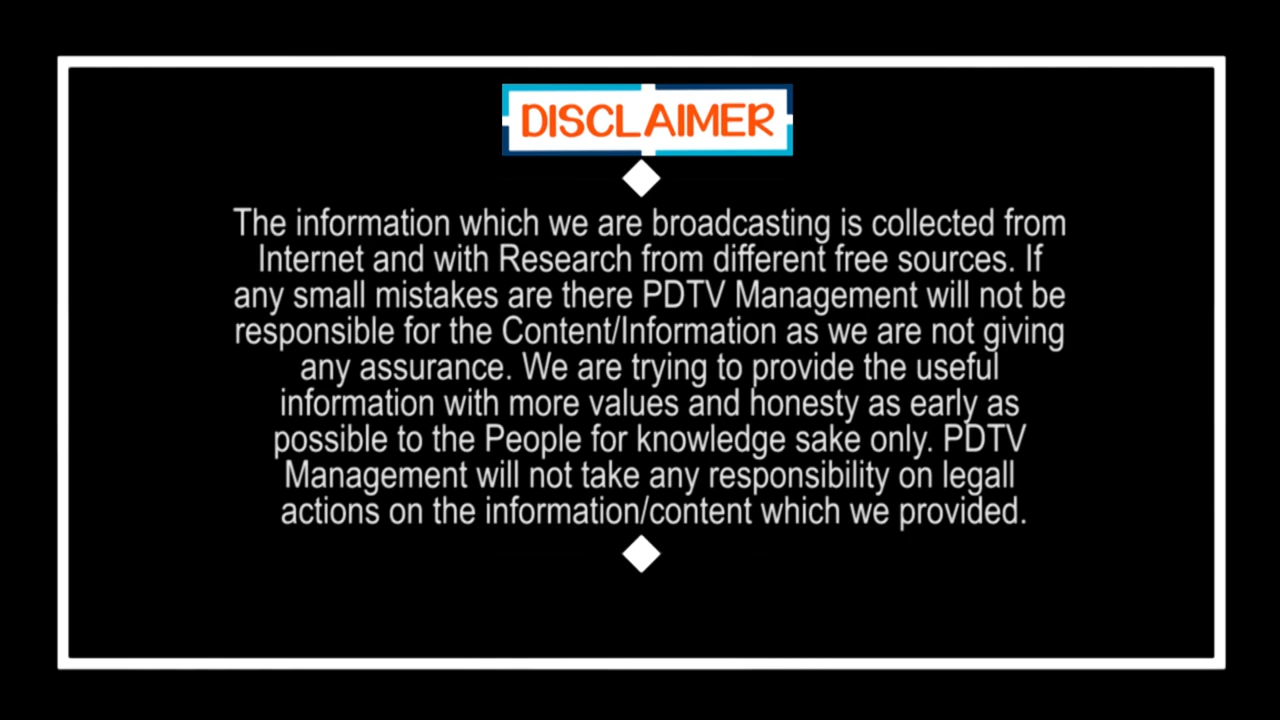 DISCLAIMER
The information which we are broadcasting is collected from
Internet and with Research from different free sources. If
any small mistakes are there PDTV Management will not be
responsible for the Content/Information as we are not giving
any assurance. We are trying to provide the useful
information with more values and honesty as early as
possible to the People for knowledge sake only. PDTV
Management will not take any responsibility on legall
actions on the information/content which we provided.